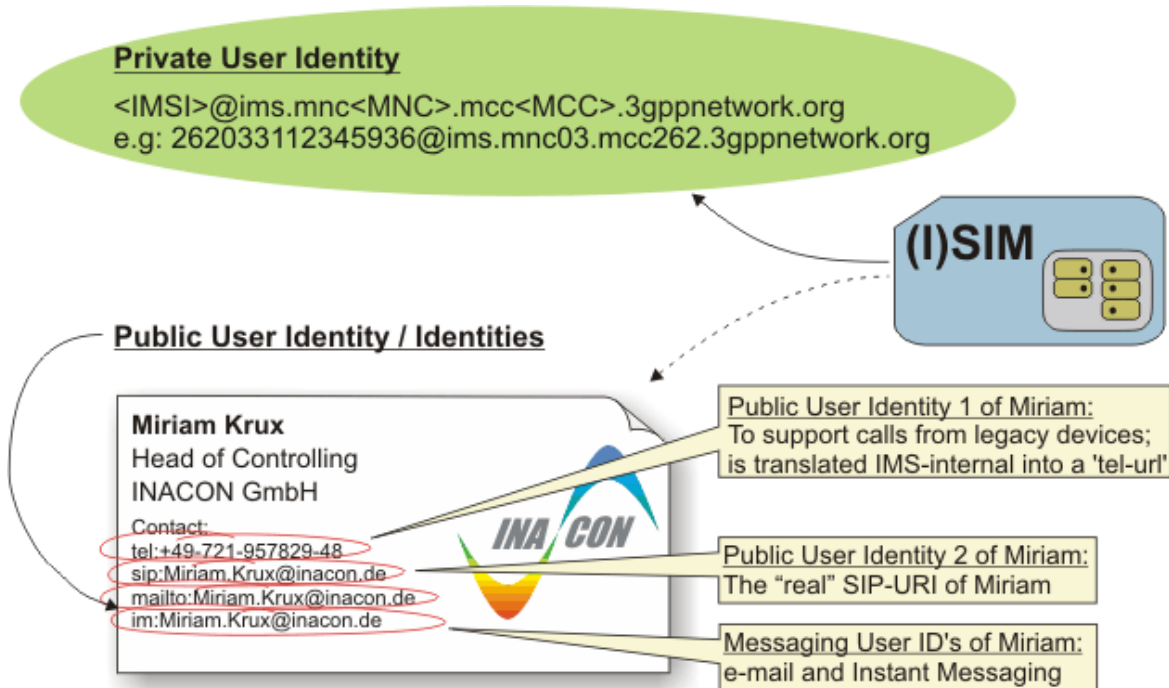 Private User Identity
<IMSI>@ims.mnc<MNC>.mcc<MCC>.3gppnetwork.org
e.g: 262033112345936@ims.mnc03.mcc262.3gppnetwork.org
(I)SIM
Public User Identity / Identities
Miriam Krux
Head of Controlling
INACON GmbH
Contact:
tel:+49-721-957829-48
sip:Miriam.Krux@inacon.de
mailto:Miriam.Krux@inacon.de
im:Miriam.Krux@inacon.de
INA CON
Public User Identity 1 of Miriam:
To support calls from legacy devices;
is translated IMS-internal into a 'tel-url'
Public User Identity 2 of Miriam:
The “real” SIP-URI of Miriam
Messaging User ID's of Miriam:
e-mail and Instant Messaging